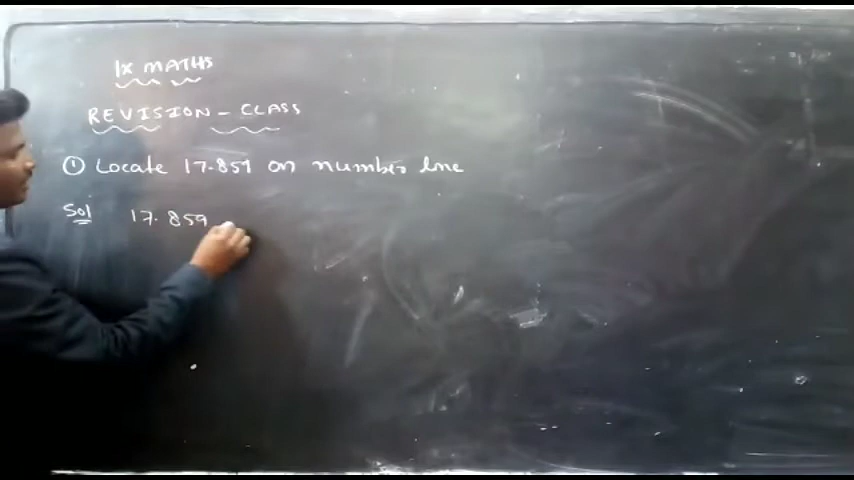 IX MATHS
REVISION - CLASS
① Locate 17.859 on number line
Sol 17.859